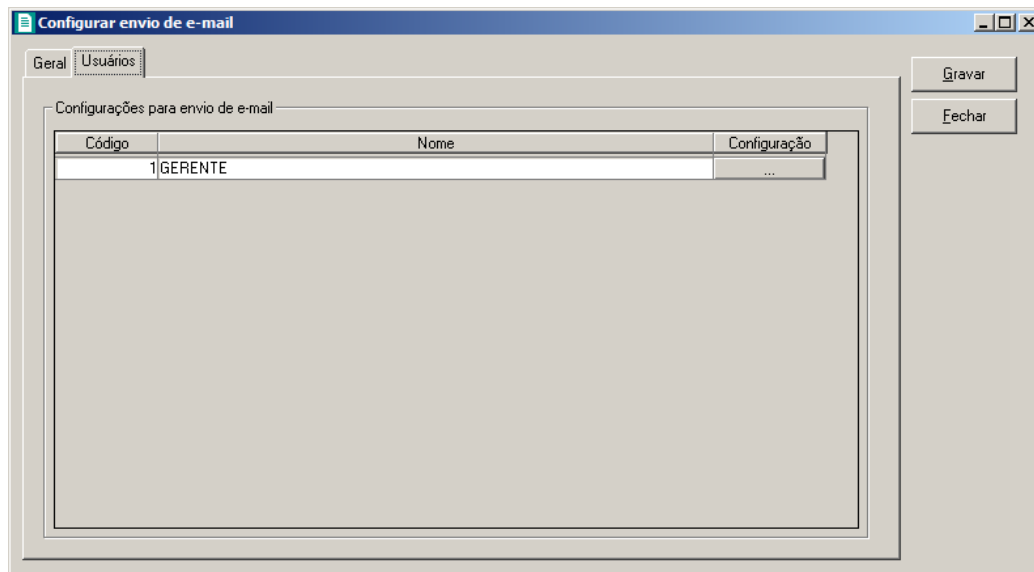 Configurar envio de e-mail
Geral Usuários
Gravar
Fechar
Configurações para envio de e-mail
Código Nome Configuração
1 GERENTE ...